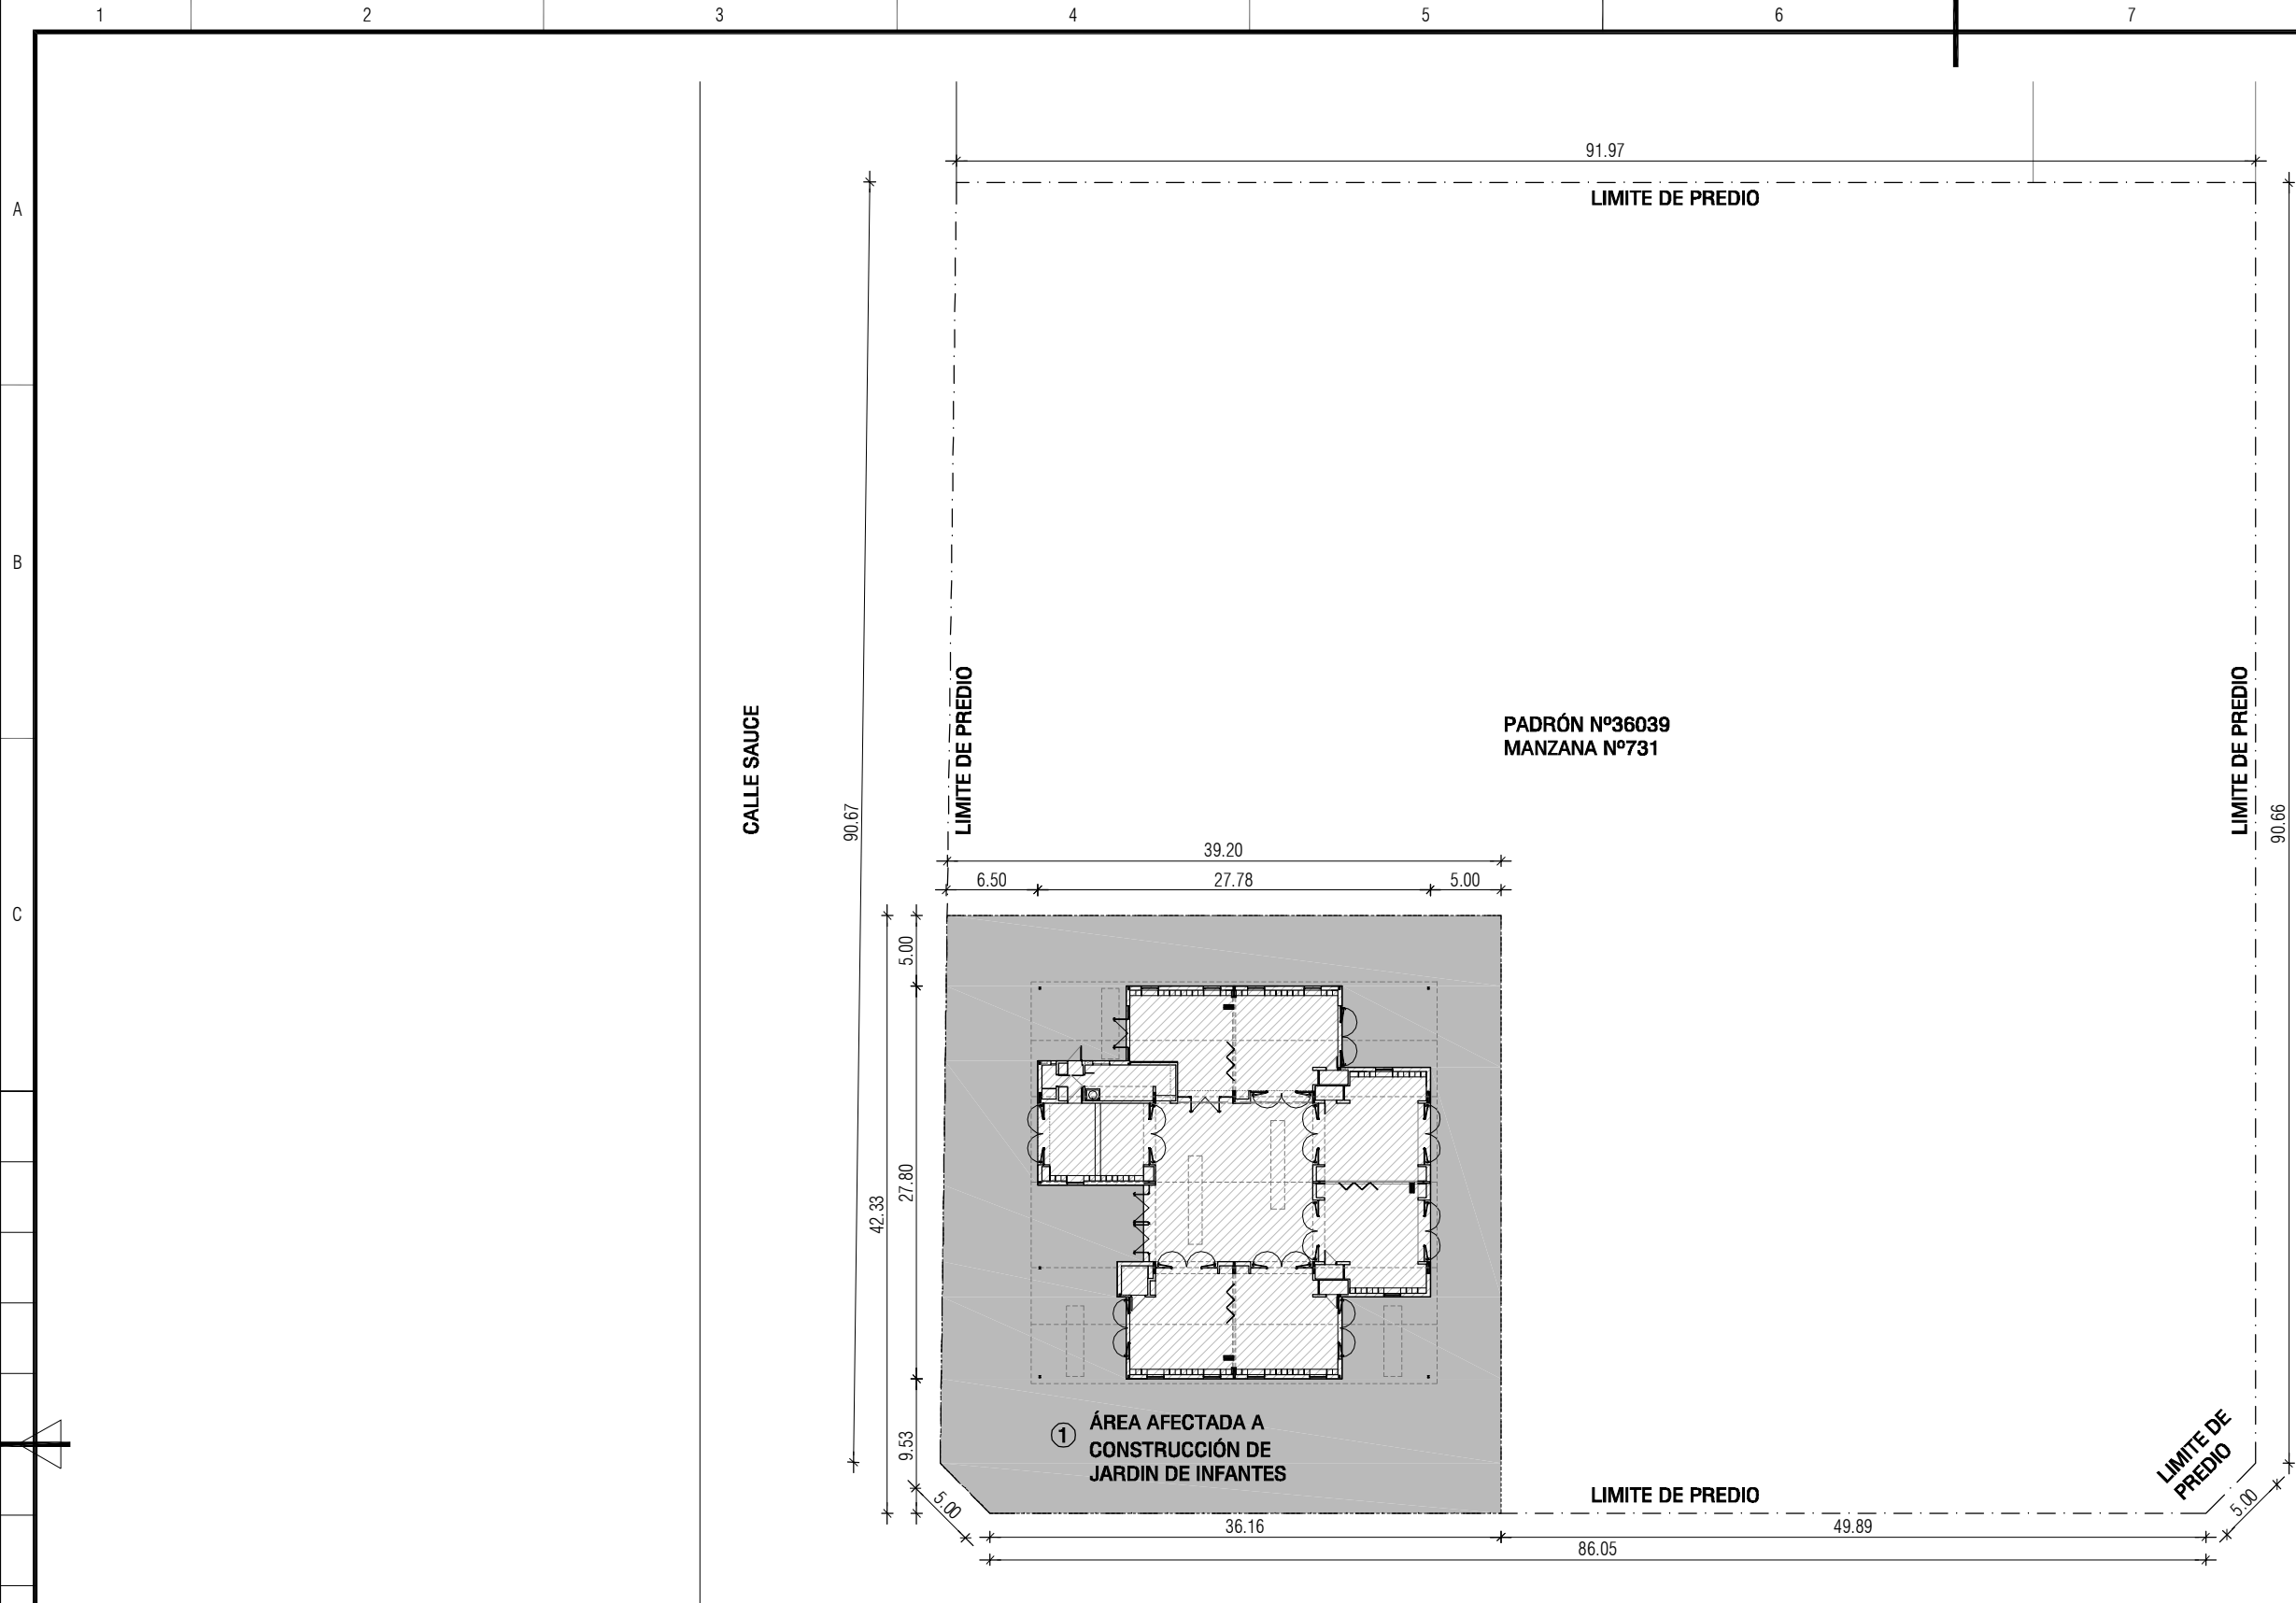 1
2
3
4
5
6
7
91.97
LIMITE DE PREDIO
A
B
C
CALLE SAUCE
90.67
LIMITE DE PREDIO
PADRÓN Nº36039
MANZANA Nº731
LIMITE DE PREDIO
90.66
39.20
6.50
27.78
5.00
5.00
27.80
42.33
9.53
5.00
1
ÁREA AFECTADA A
CONSTRUCCIÓN DE
JARDIN DE INFANTES
LIMITE DE PREDIO
LIMITE DE
PREDIO
5.00
36.16
49.89
86.05